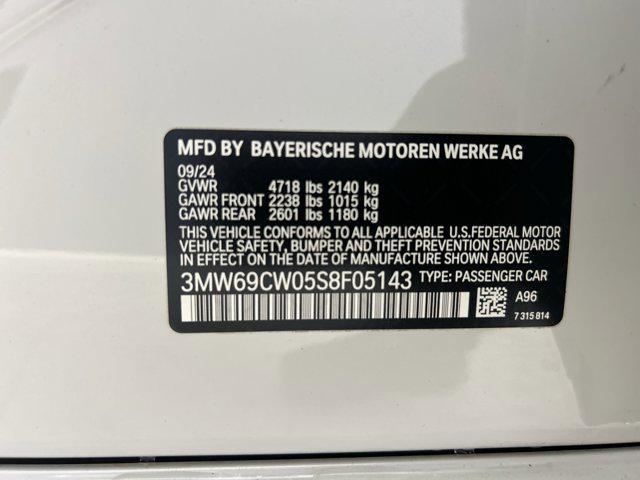 MFD BY BAYERISCHE MOTOREN WERKE AG
09/24
GVWR 4718 lbs 2140 kg
GAWR FRONT 2238 lbs 1015 kg
GAWR REAR 2601 lbs 1180 kg
THIS VEHICLE CONFORMS TO ALL APPLICABLE U.S.FEDERAL MOTOR
VEHICLE SAFETY, BUMPER AND THEFT PREVENTION STANDARDS
IN EFFECT ON THE DATE OF MANUFACTURE SHOWN ABOVE.
3MW69CW05S8F05143 TYPE: PASSENGER CAR
A96
7 315 814